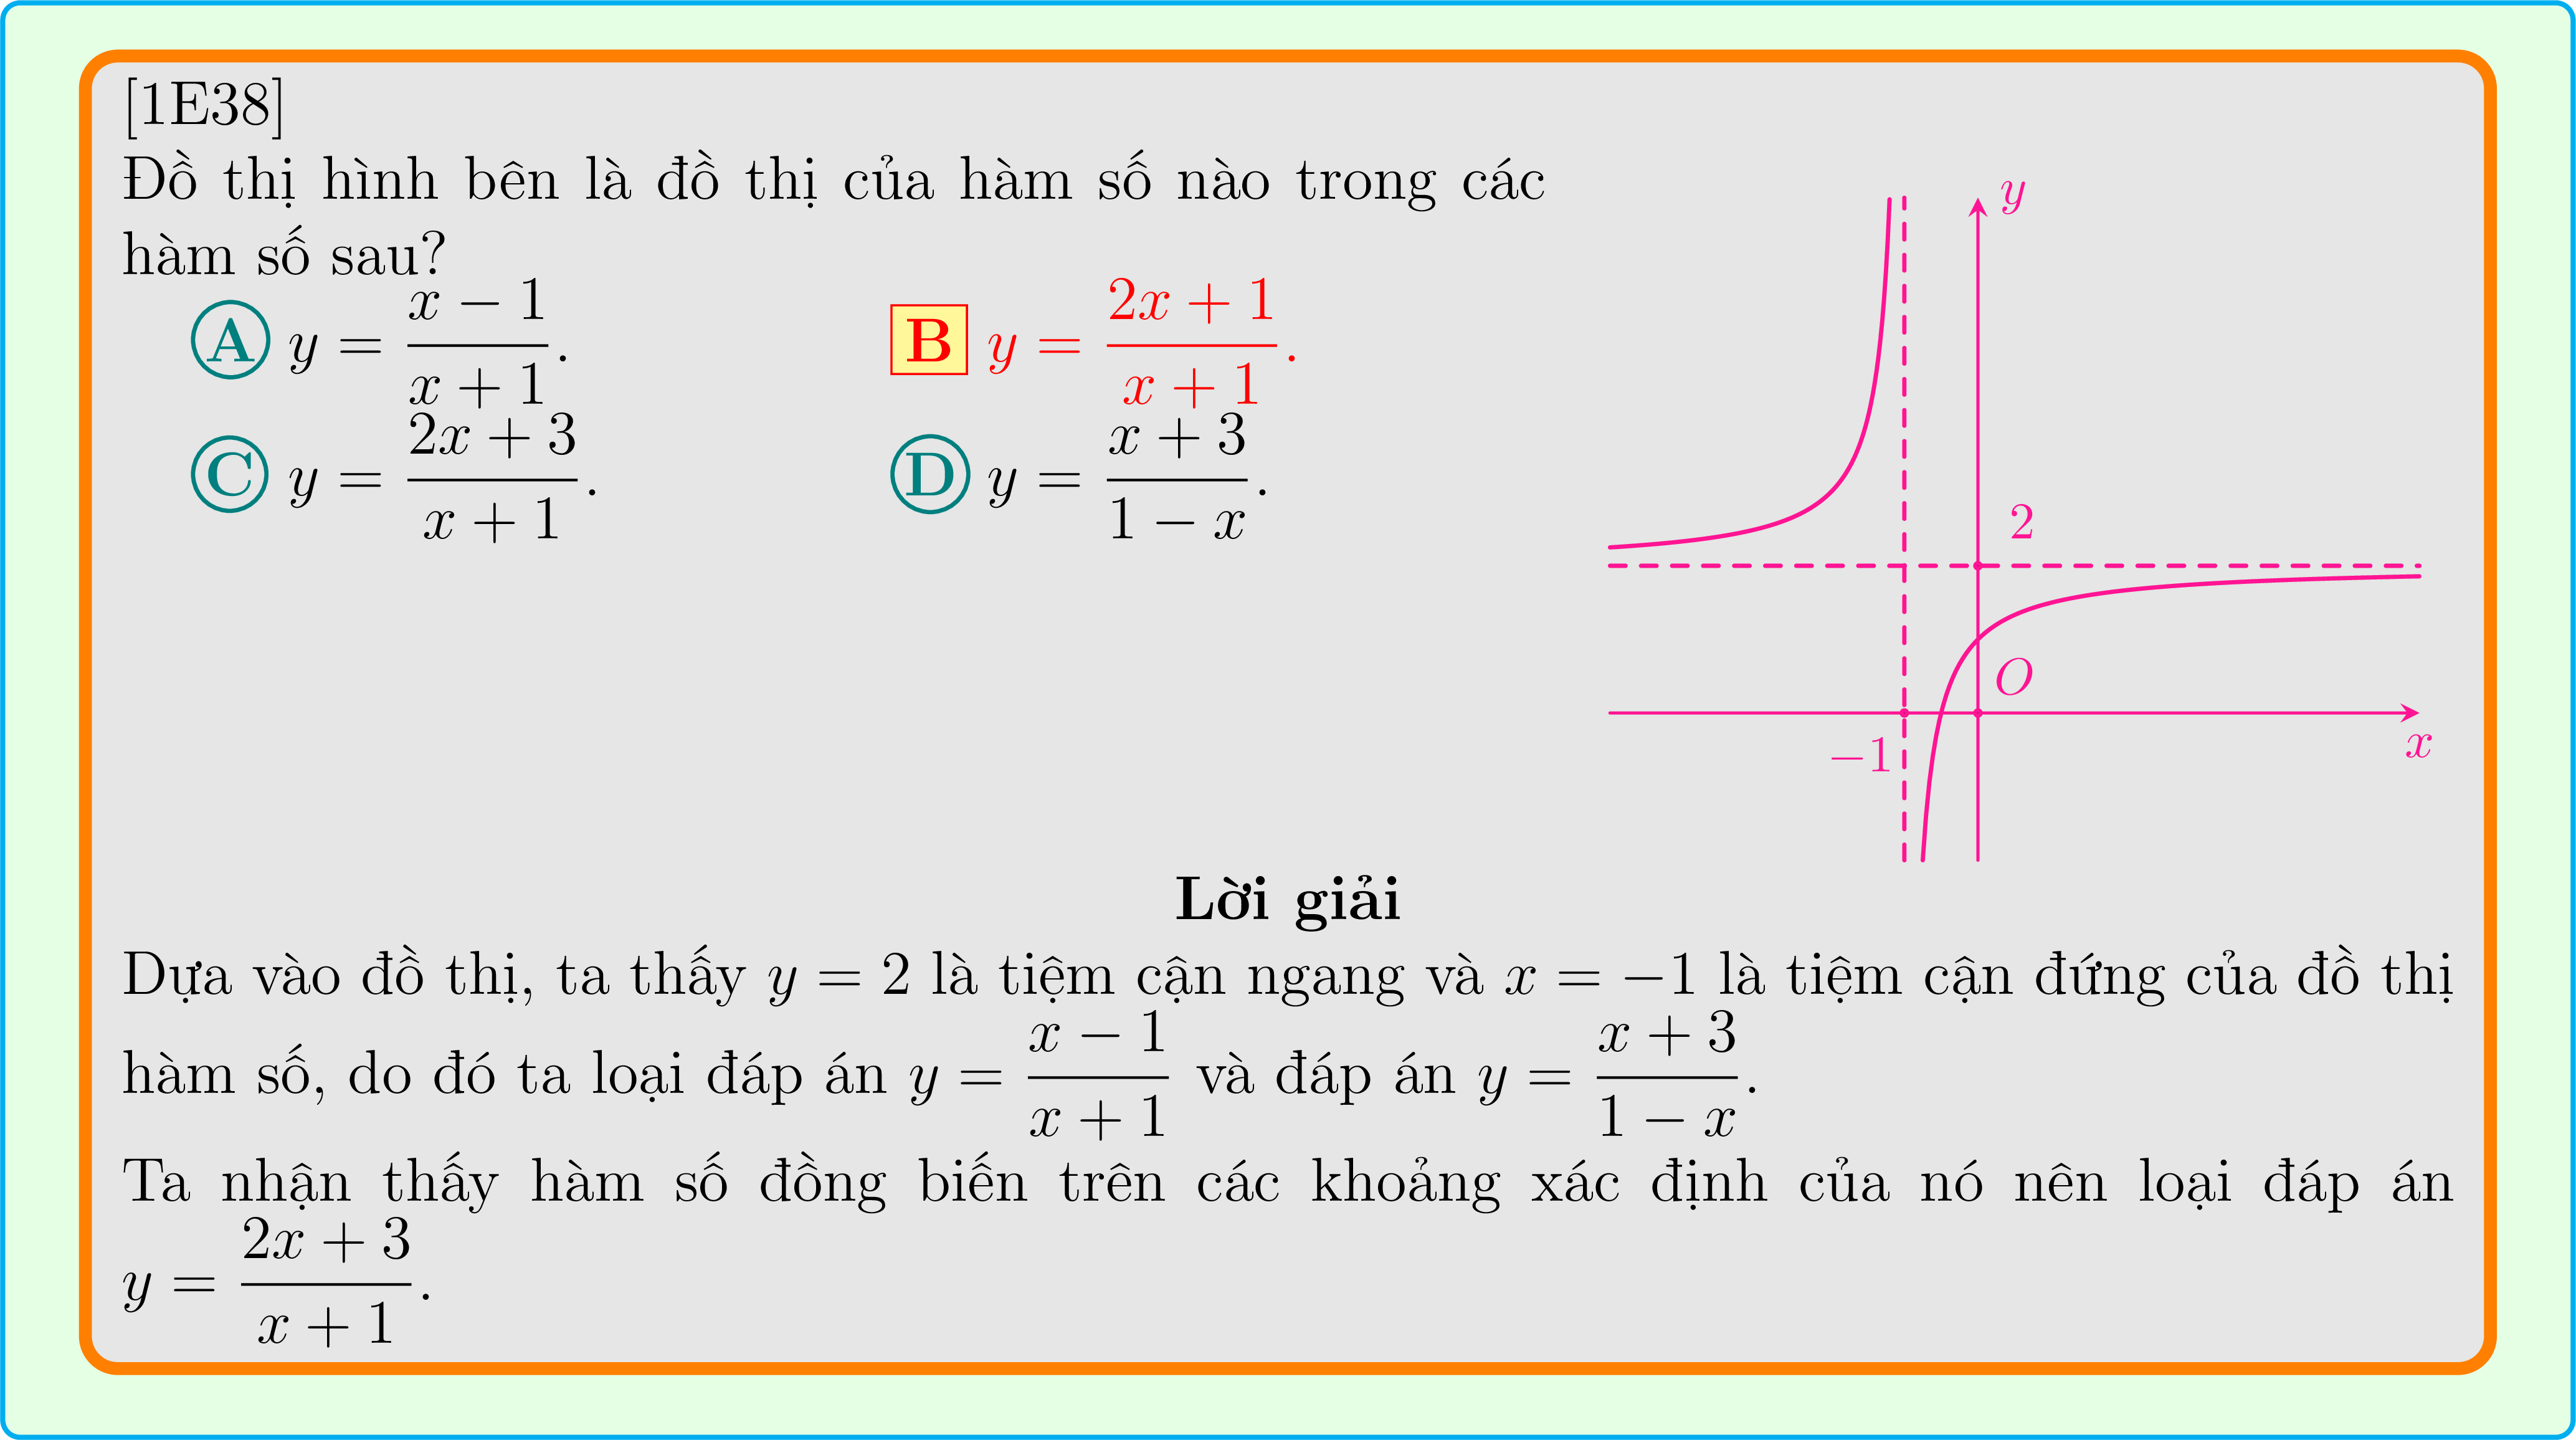 [1E38]
Đồ thị hình bên là đồ thị của hàm số nào trong các
hàm số sau?
A y = \frac{x − 1}{x + 1}.
B y = \frac{2x + 1}{x + 1}.
C y = \frac{2x + 3}{x + 1}.
D y = \frac{x + 3}{1 − x}.
y
2
O
−1
x
Lời giải
Dựa vào đồ thị, ta thấy y = 2 là tiệm cận ngang và x = −1 là tiệm cận đứng của đồ thị
hàm số, do đó ta loại đáp án y = \frac{x − 1}{x + 1} và đáp án y = \frac{x + 3}{1 − x}.
Ta nhận thấy hàm số đồng biến trên các khoảng xác định của nó nên loại đáp án
y = \frac{2x + 3}{x + 1}.